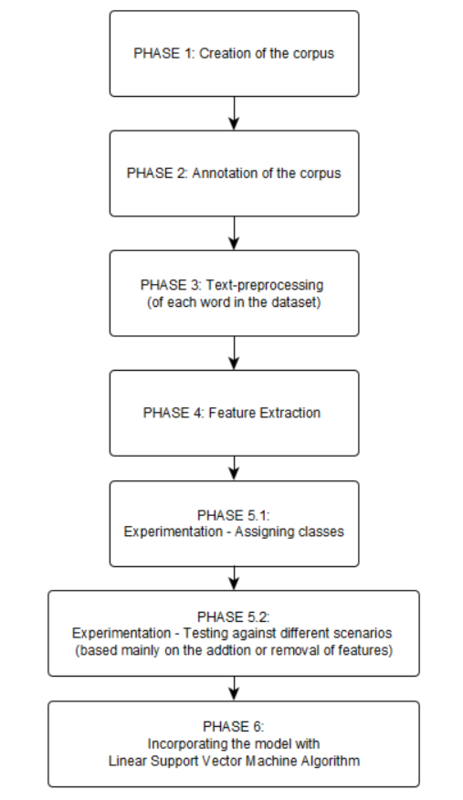 PHASE 1: Creation of the corpus
PHASE 2: Annotation of the corpus
PHASE 3: Text-preprocessing
(of each word in the dataset)
PHASE 4: Feature Extraction
PHASE 5.1:
Experimentation - Assigning classes
PHASE 5.2:
Experimentation - Testing against different scenarios
(based mainly on the addtion or removal of features)
PHASE 6:
Incorporating the model with
Linear Support Vector Machine Algorithm